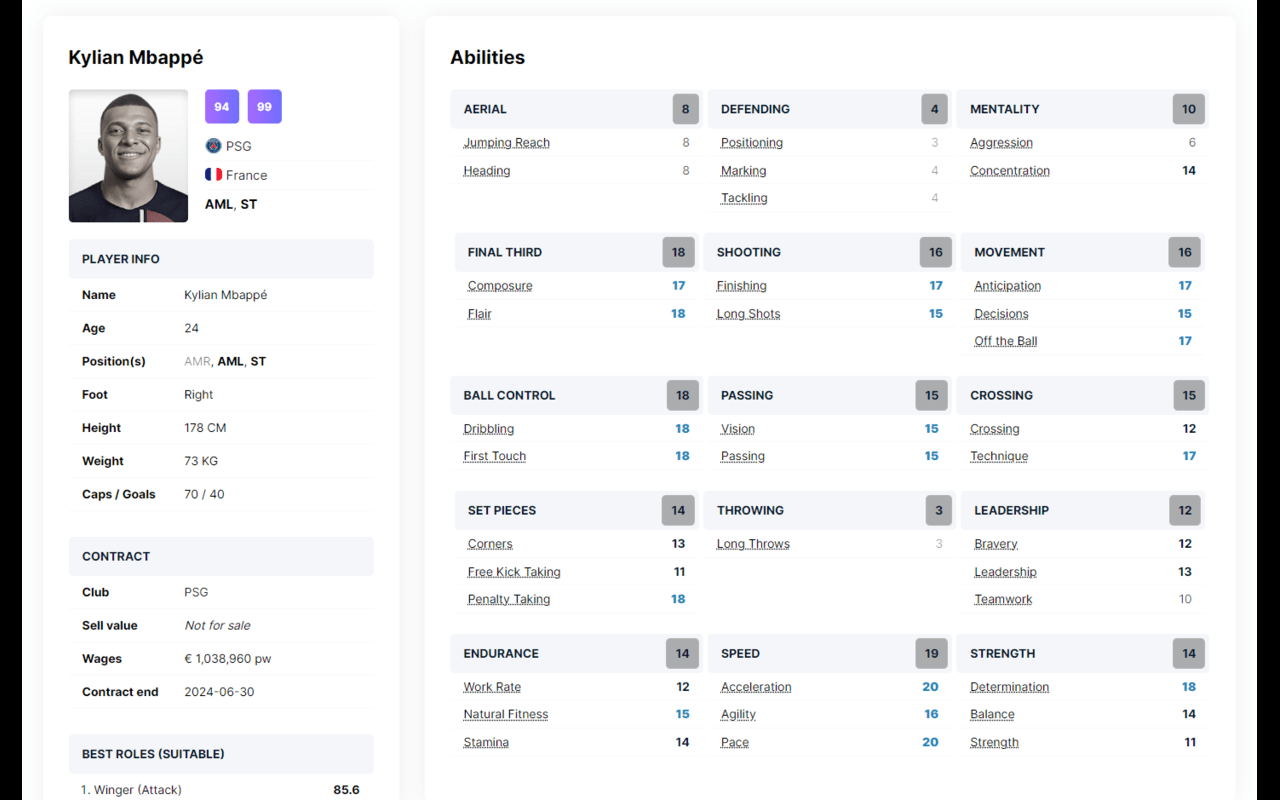 Kylian Mbappé
94 99
PSG
France
AML, ST
PLAYER INFO
Name Kylian Mbappé
Age 24
Position(s) AMR, AML, ST
Foot Right
Height 178 CM
Weight 73 KG
Caps / Goals 70 / 40
CONTRACT
Club PSG
Sell value Not for sale
Wages € 1,038,960 pw
Contract end 2024-06-30
BEST ROLES (SUITABLE)
1. Winger (Attack) 85.6
Abilities
AERIAL 8 DEFENDING 4 MENTALITY 10
Jumping Reach 8 Positioning 3 Aggression 6
Heading 8 Marking 4 Concentration 14
Tackling 4
FINAL THIRD 18 SHOOTING 16 MOVEMENT 16
Composure 17 Finishing 17 Anticipation 17
Flair 18 Long Shots 15 Decisions 15
Off the Ball 17
BALL CONTROL 18 PASSING 15 CROSSING 15
Dribbling 18 Vision 15 Crossing 12
First Touch 18 Passing 15 Technique 17
SET PIECES 14 THROWING 3 LEADERSHIP 12
Corners 13 Long Throws 3 Bravery 12
Free Kick Taking 11 Leadership 13
Penalty Taking 18 Teamwork 10
ENDURANCE 14 SPEED 19 STRENGTH 14
Work Rate 12 Acceleration 20 Determination 18
Natural Fitness 15 Agility 16 Balance 14
Stamina 14 Pace 20 Strength 11